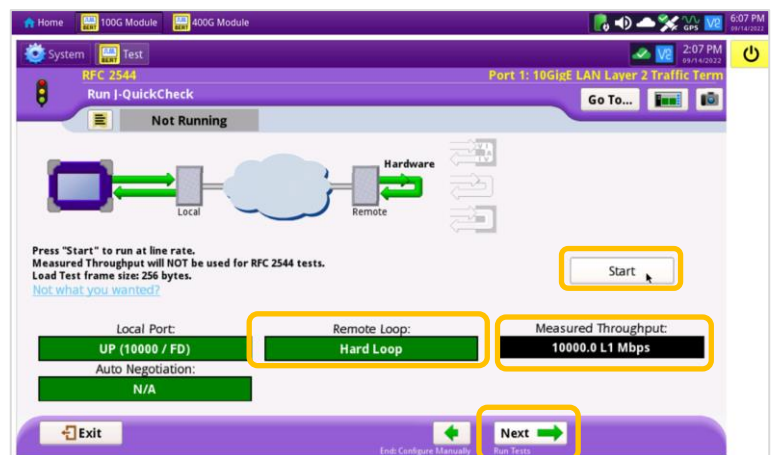 Home 100G Module 400G Module GPS V2 6:07 PM
09/14/2022
System Test V2 2:07 PM
09/14/2022
RFC 2544 Port 1: 10GigE LAN Layer 2 Traffic Term
Run J-QuickCheck Go To...
Not Running
Hardware
Local Remote
Press "Start" to run at line rate.
Measured Throughput will NOT be used for RFC 2544 tests.
Load Test frame size: 256 bytes.
Not what you wanted?
Start
Local Port: Remote Loop: Measured Throughput:
UP (10000 / FD) Hard Loop 10000.0 L1 Mbps
Auto Negotiation:
N/A
Exit Next
End: Configure Manually Run Tests